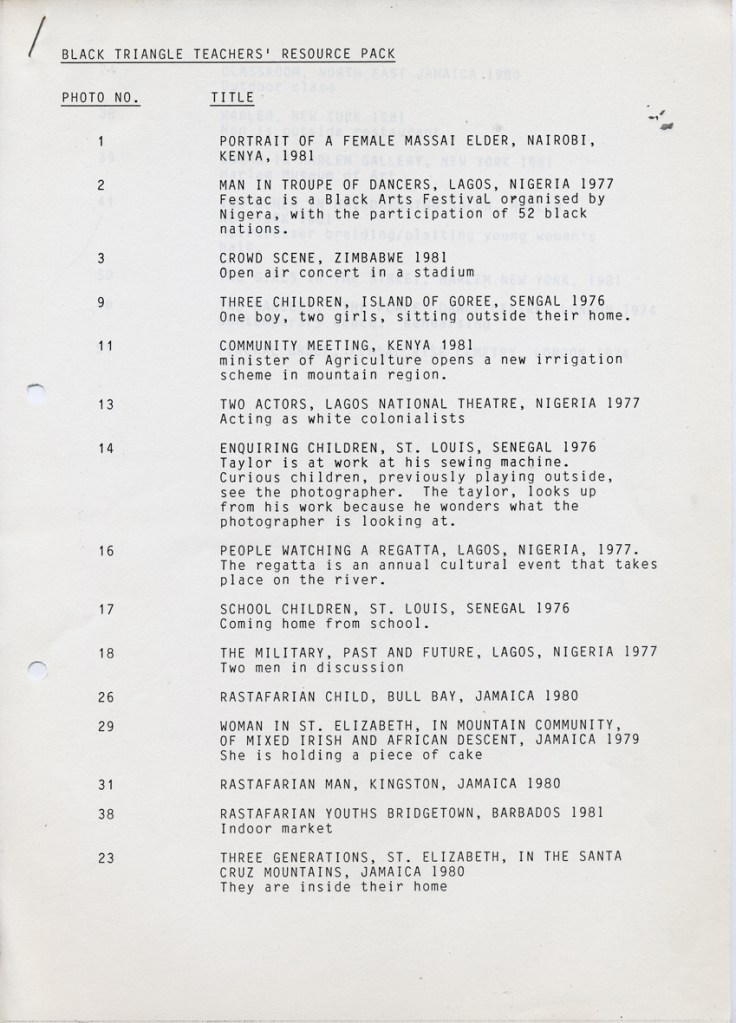 BLACK TRIANGLE TEACHERS' RESOURCE PACK
PHOTO NO. TITLE
1 PORTRAIT OF A FEMALE MASSAI ELDER, NAIROBI,
KENYA, 1981
2 MAN IN TROUPE OF DANCERS, LAGOS, NIGERIA 1977
Festac is a Black Arts FestivaL organised by
Nigera, with the participation of 52 black
nations.
3 CROWD SCENE, ZIMBABWE 1981
Open air concert in a stadium
9 THREE CHILDREN, ISLAND OF GOREE, SENGAL 1976
One boy, two girls, sitting outside their home.
11 COMMUNITY MEETING, KENYA 1981
minister of Agriculture opens a new irrigation
scheme in mountain region.
13 TWO ACTORS, LAGOS NATIONAL THEATRE, NIGERIA 1977
Acting as white colonialists
14 ENQUIRING CHILDREN, ST. LOUIS, SENEGAL 1976
Taylor is at work at his sewing machine.
Curious children, previously playing outside,
see the photographer. The taylor, looks up
from his work because he wonders what the
photographer is looking at.
16 PEOPLE WATCHING A REGATTA, LAGOS, NIGERIA, 1977.
The regatta is an annual cultural event that takes
place on the river.
17 SCHOOL CHILDREN, ST. LOUIS, SENEGAL 1976
Coming home from school.
18 THE MILITARY, PAST AND FUTURE, LAGOS, NIGERIA 1977
Two men in discussion
26 RASTAFARIAN CHILD, BULL BAY, JAMAICA 1980
29 WOMAN IN ST. ELIZABETH, IN MOUNTAIN COMMUNITY,
OF MIXED IRISH AND AFRICAN DESCENT, JAMAICA 1979
She is holding a piece of cake
31 RASTAFARIAN MAN, KINGSTON, JAMAICA 1980
38 RASTAFARIAN YOUTHS BRIDGETOWN, BARBADOS 1981
Indoor market
23 THREE GENERATIONS, ST. ELIZABETH, IN THE SANTA
CRUZ MOUNTAINS, JAMAICA 1980
They are inside their home